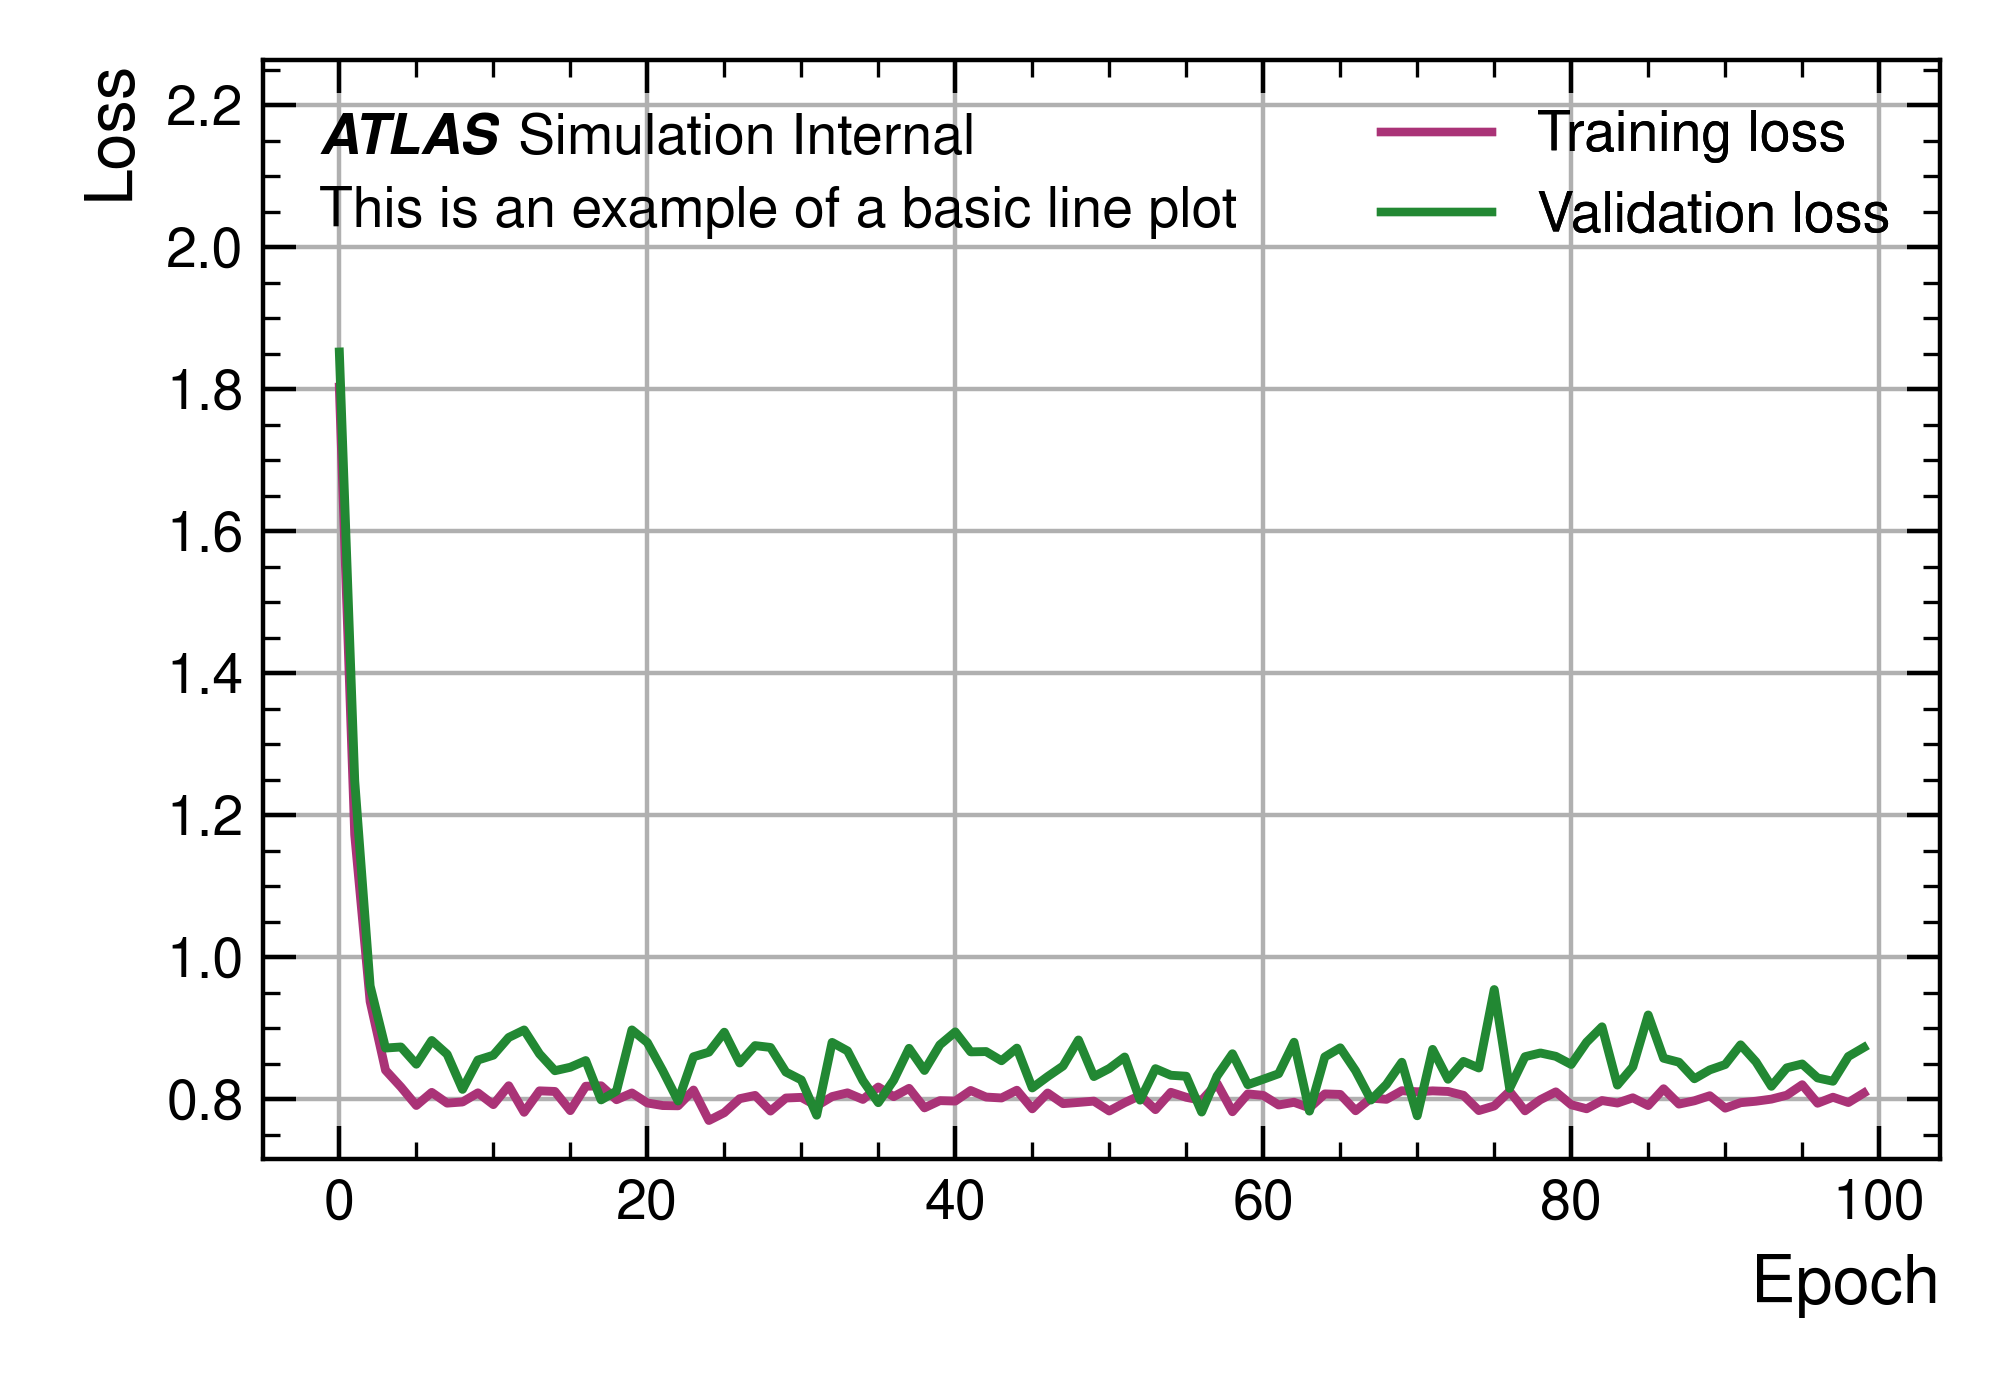 Loss
2.2
2.0
1.8
1.6
1.4
1.2
1.0
0.8
ATLAS Simulation Internal
This is an example of a basic line plot
Training loss
Validation loss
0 20 40 60 80 100
Epoch